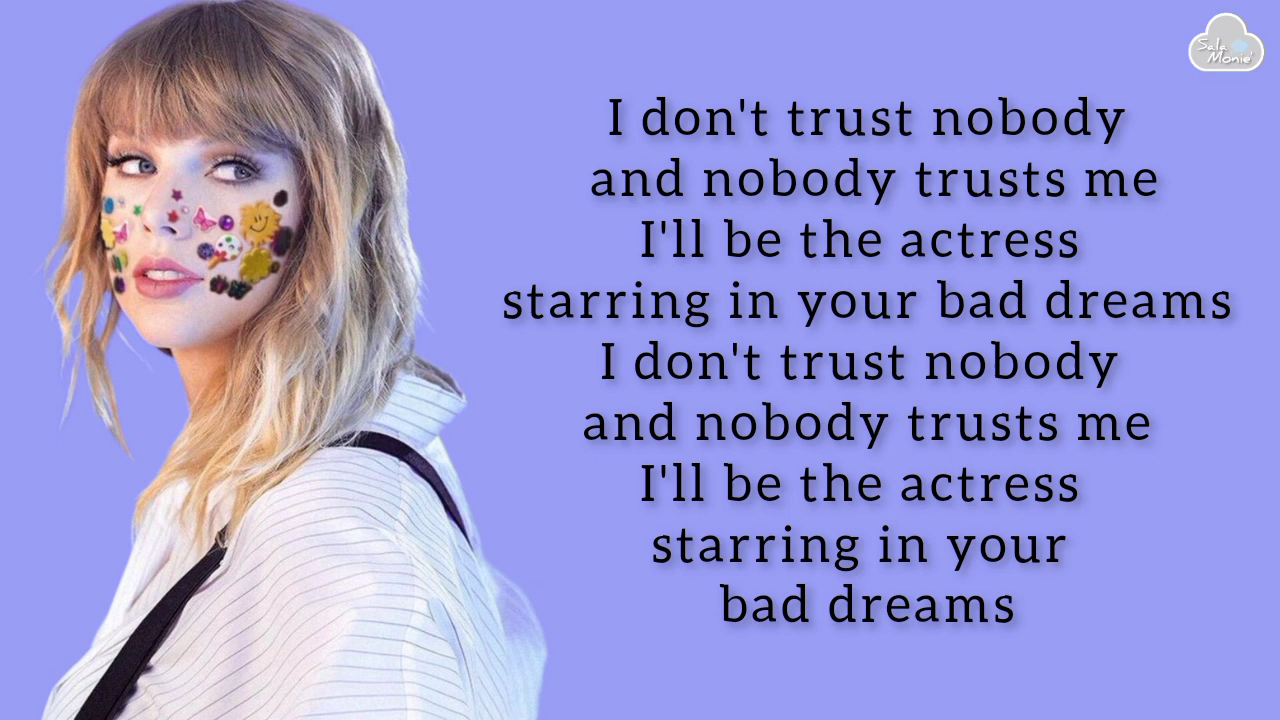 Sala
Monie'
I don't trust nobody
and nobody trusts me
I'll be the actress
starring in your bad dreams
I don't trust nobody
and nobody trusts me
I'll be the actress
starring in your
bad dreams